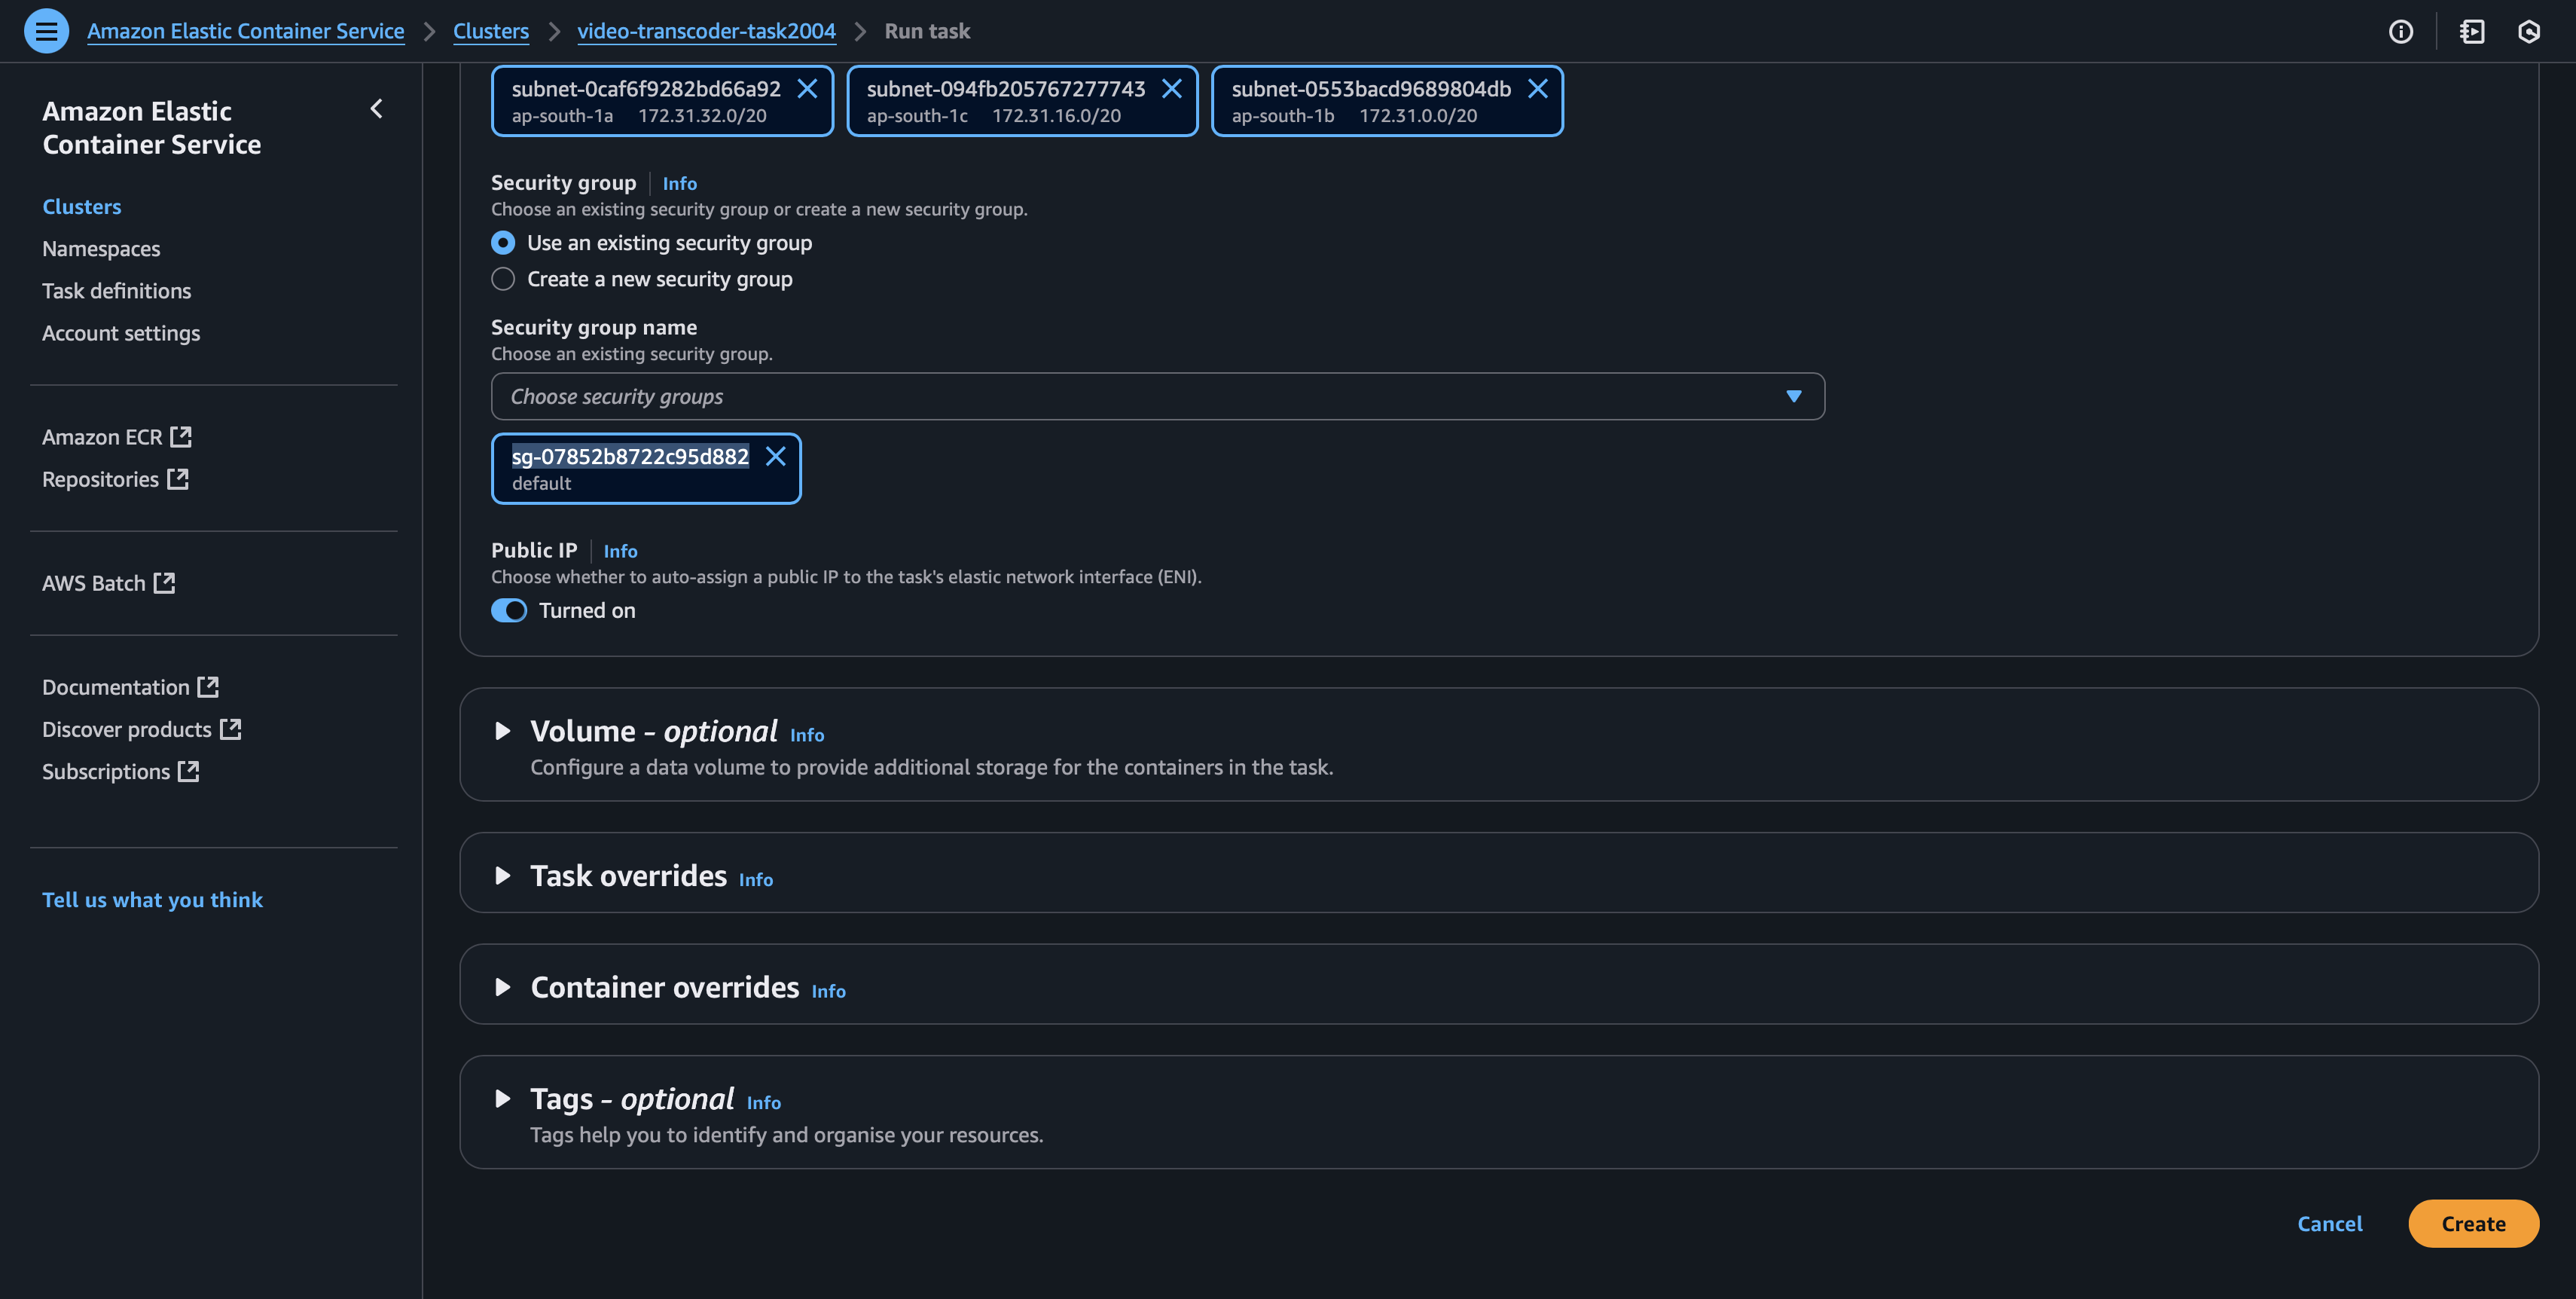 Amazon Elastic Container Service > Clusters > video-transcoder-task2004 > Run task
Amazon Elastic
Container Service
Clusters
Namespaces
Task definitions
Account settings
Amazon ECR
Repositories
AWS Batch
Documentation
Discover products
Subscriptions
Tell us what you think
subnet-0caf6f9282bd66a92
ap-south-1a 172.31.32.0/20
subnet-094fb205767277743
ap-south-1c 172.31.16.0/20
subnet-0553bacd9689804db
ap-south-1b 172.31.0.0/20
Security group Info
Choose an existing security group or create a new security group.
Use an existing security group
Create a new security group
Security group name
Choose an existing security group.
Choose security groups
sg-07852b8722c95d882
default
Public IP Info
Choose whether to auto-assign a public IP to the task's elastic network interface (ENI).
Turned on
Volume - optional Info
Configure a data volume to provide additional storage for the containers in the task.
Task overrides Info
Container overrides Info
Tags - optional Info
Tags help you to identify and organise your resources.
Cancel
Create